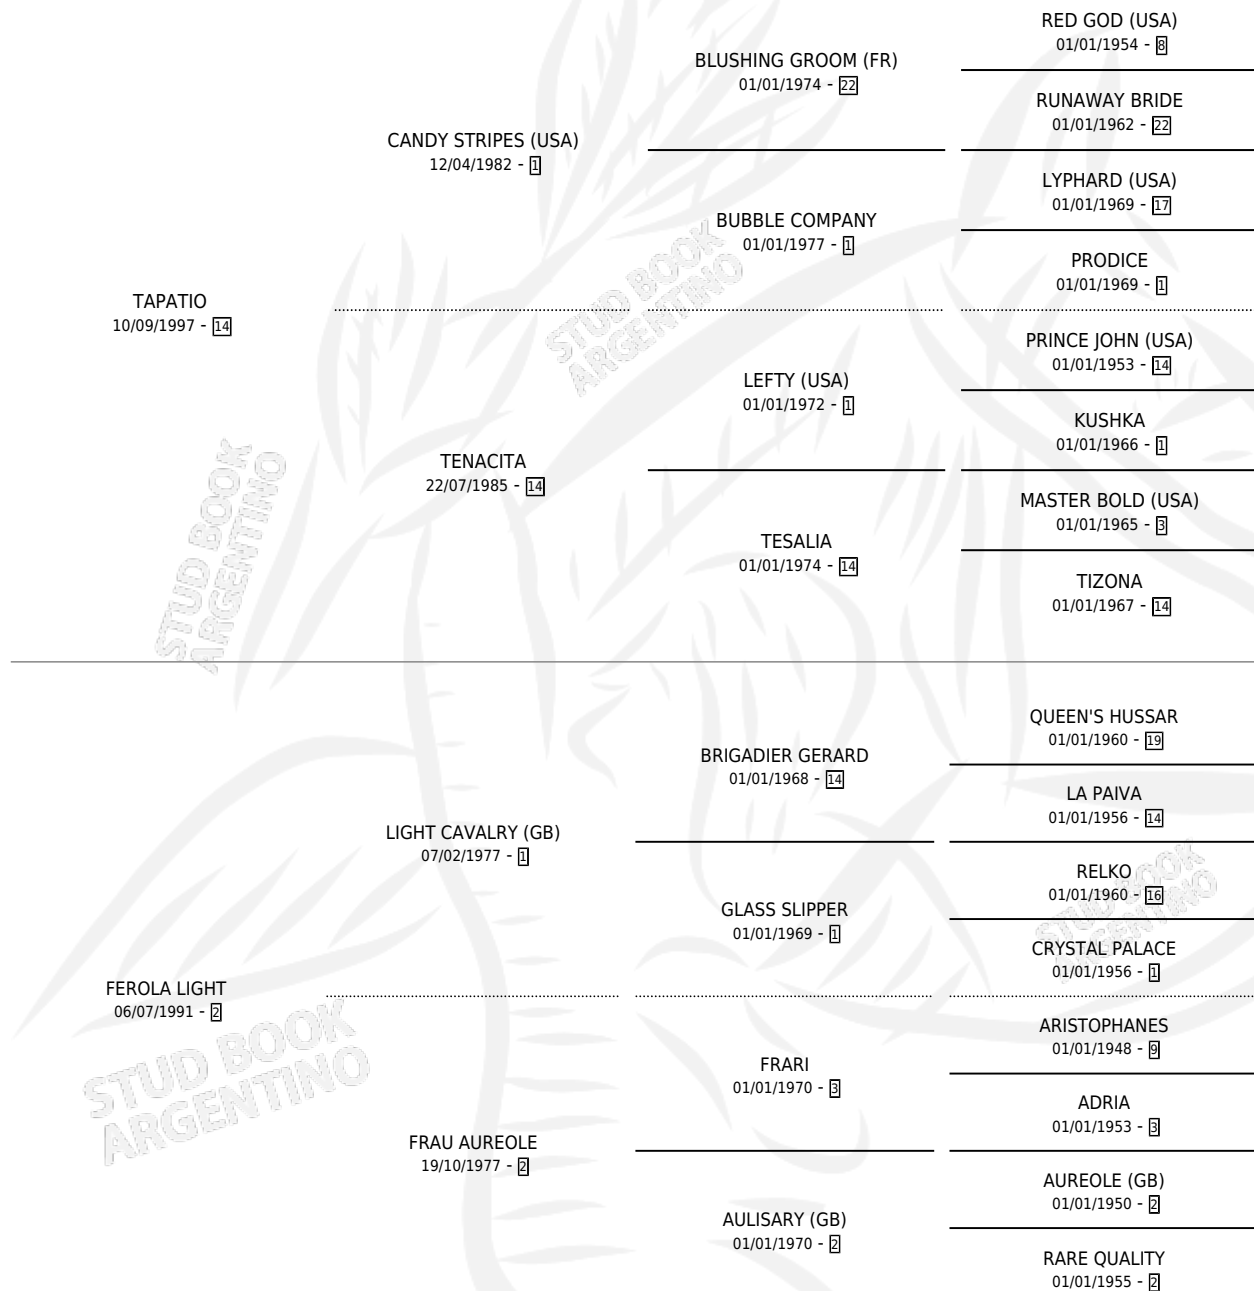 RED GOD (USA)
01/01/1954 - 8
BLUSHING GROOM (FR)
01/01/1974 - 22
RUNAWAY BRIDE
01/01/1962 - 22
CANDY STRIPES (USA)
12/04/1982 - 1
LYPHARD (USA)
01/01/1969 - 17
BUBBLE COMPANY
01/01/1977 - 1
PRODICE
01/01/1969 - 1
TAPATIO
10/09/1997 - 14
STUD BOOK
ARGENTINO
PRINCE JOHN (USA)
01/01/1953 - 14
LEFTY (USA)
01/01/1972 - 1
KUSHKA
01/01/1966 - 1
TENACITA
22/07/1985 - 14
MASTER BOLD (USA)
01/01/1965 - 3
TESALIA
01/01/1974 - 14
TIZONA
01/01/1967 - 14
STUD BOOK
ARGENTINO
QUEEN'S HUSSAR
01/01/1960 - 19
BRIGADIER GERARD
01/01/1968 - 14
LA PAIVA
01/01/1956 - 14
LIGHT CAVALRY (GB)
07/02/1977 - 1
RELKO
01/01/1960 - 16
GLASS SLIPPER
01/01/1969 - 1
STUD BOOK
ARGENTINO
CRYSTAL PALACE
01/01/1956 - 1
FEROLA LIGHT
06/07/1991 - 2
STUD BOOK
ARGENTINO
ARISTOPHANES
01/01/1948 - 9
FRARI
01/01/1970 - 3
ADRIA
01/01/1953 - 3
FRAU AUREOLE
19/10/1977 - 2
AUREOLE (GB)
01/01/1950 - 2
AULISARY (GB)
01/01/1970 - 2
RARE QUALITY
01/01/1955 - 2